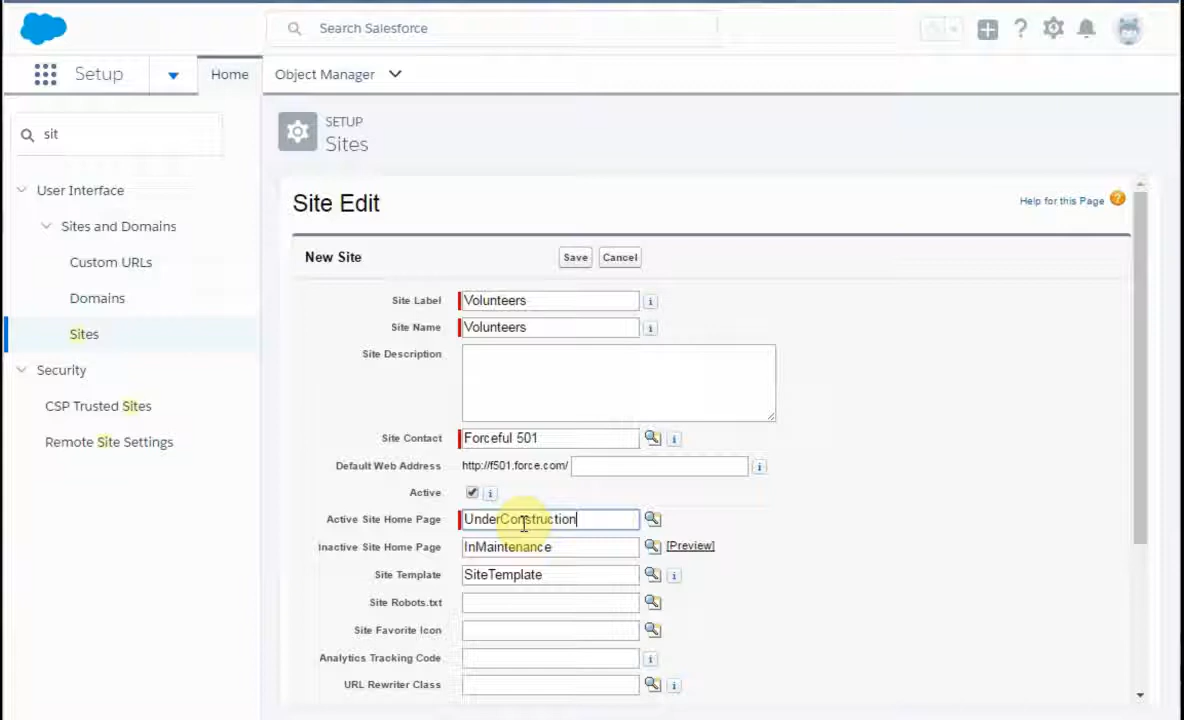 Search Salesforce
Setup
Home
Object Manager
sit
User Interface
Sites and Domains
Custom URLs
Domains
Sites
Security
CSP Trusted Sites
Remote Site Settings
SETUP
Sites
Site Edit
Help for this Page
New Site
Save Cancel
Site Label Volunteers
Site Name Volunteers
Site Description
Site Contact Forceful 501
Default Web Address http://f501.force.com/
Active
Active Site Home Page UnderConstruction
Inactive Site Home Page InMaintenance [Preview]
Site Template SiteTemplate
Site Robots.txt
Site Favorite Icon
Analytics Tracking Code
URL Rewriter Class